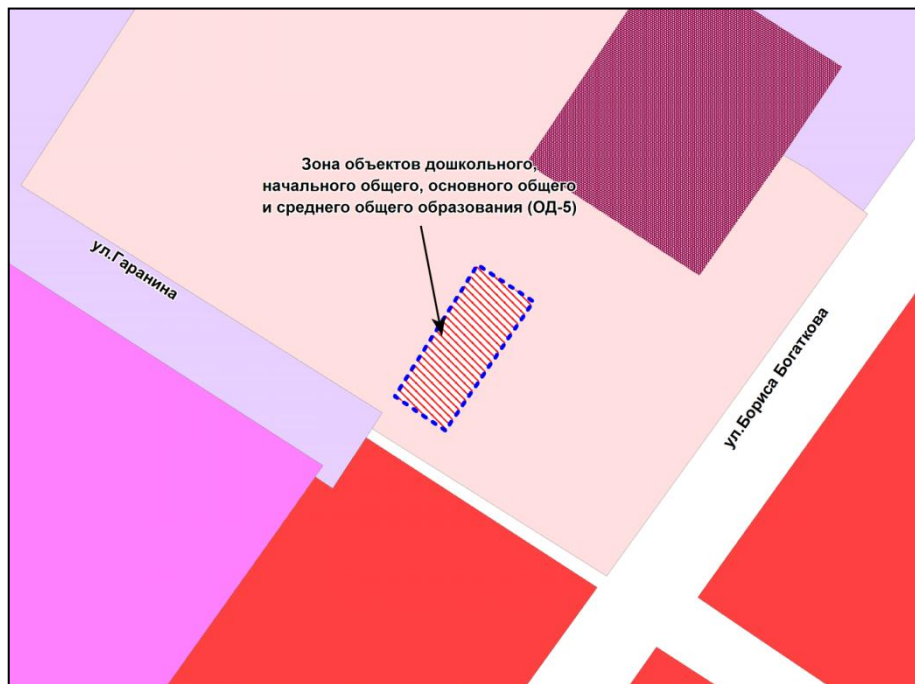 Зона объектов дошкольного,
начального общего, основного общего
и среднего общего образования (ОД-5)
ул.Гаранина
ул.Бориса Богаткова